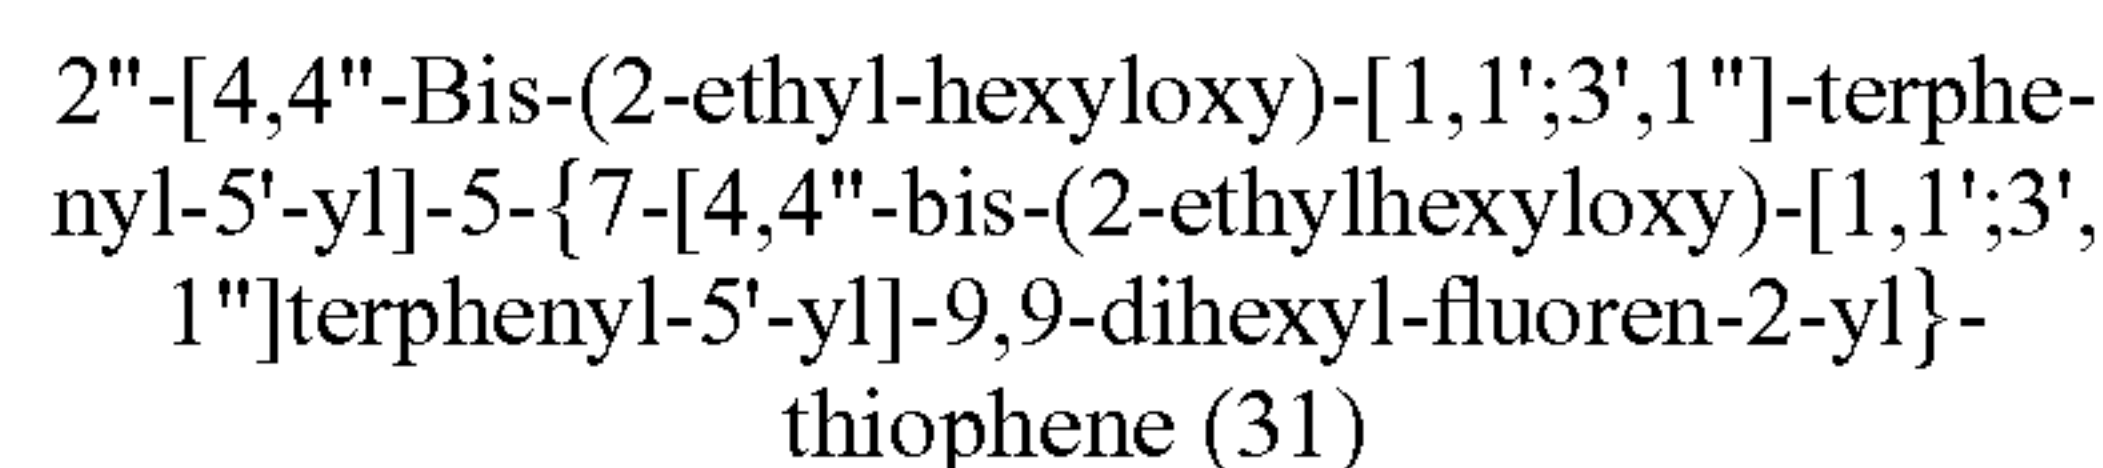 2"-[4,4"-Bis-(2-ethyl-hexyloxy)-[1,1';3',1"]-terphe-
nyl-5'-yl]-5-{7-[4,4"-bis-(2-ethylhexyloxy)-[1,1';3',
1"]terphenyl-5'-yl]-9,9-dihexyl-fluoren-2-yl}-
thiophene (31)